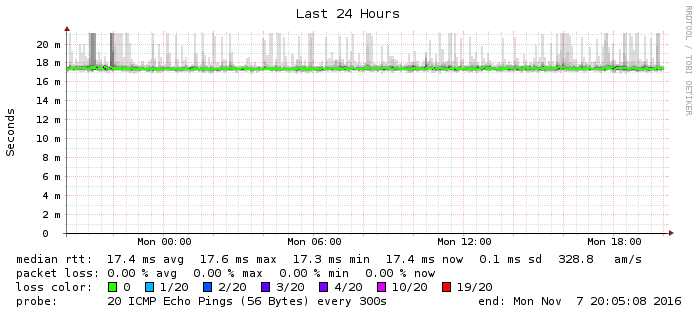 Last 24 Hours
RRDTOOL / TOBI OETIKER
Seconds
20 m
18 m
16 m
14 m
12 m
10 m
8 m
6 m
4 m
2 m
0
Mon 00:00 Mon 06:00 Mon 12:00 Mon 18:00
median rtt: 17.4 ms avg 17.6 ms max 17.3 ms min 17.4 ms now 0.1 ms sd 328.8 am/s
packet loss: 0.00 % avg 0.00 % max 0.00 % min 0.00 % now
loss color: 0 1/20 2/20 3/20 4/20 10/20 19/20
probe: 20 ICMP Echo Pings (56 Bytes) every 300s end: Mon Nov 7 20:05:08 2016